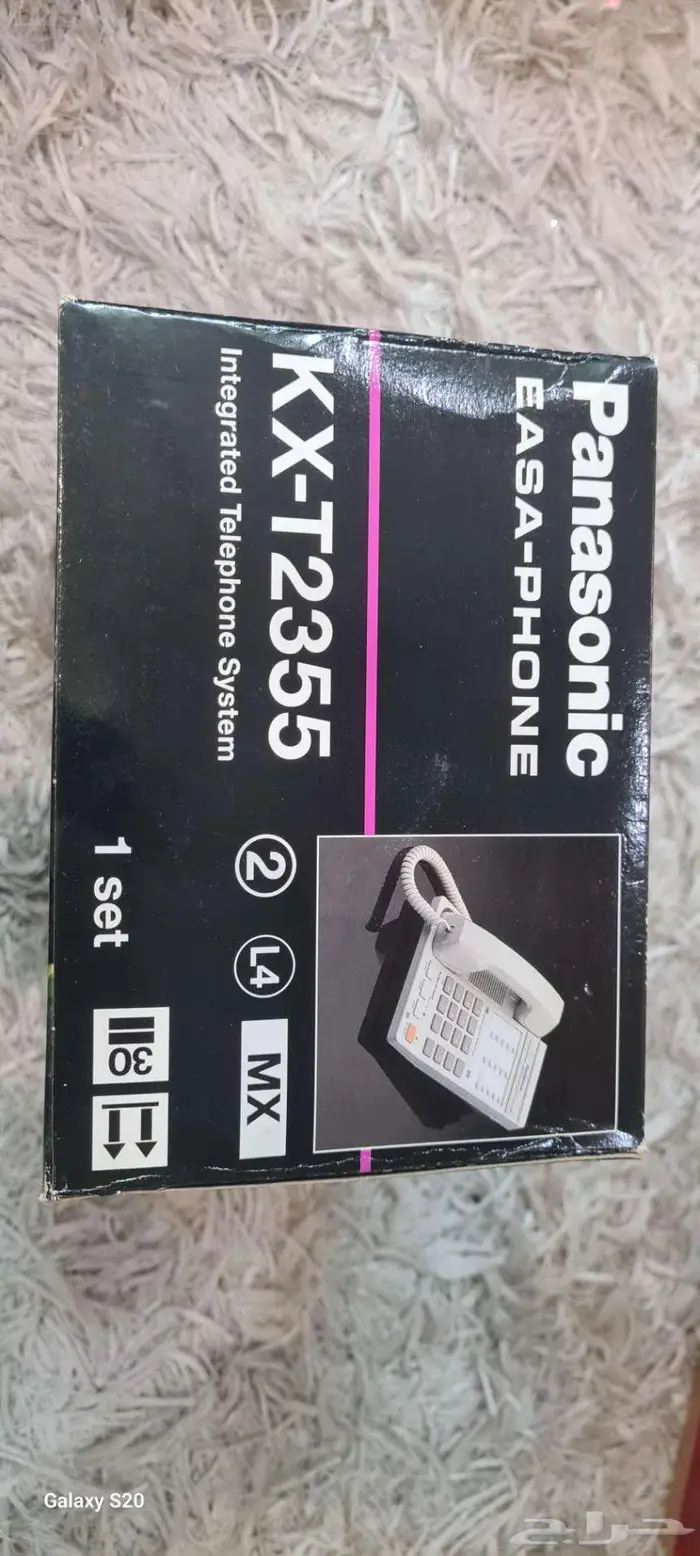 Panasonic
EASA-PHONE
KX-T2355
Integrated Telephone System
2 L4 MX
1 set
30
Galaxy S20
حراج